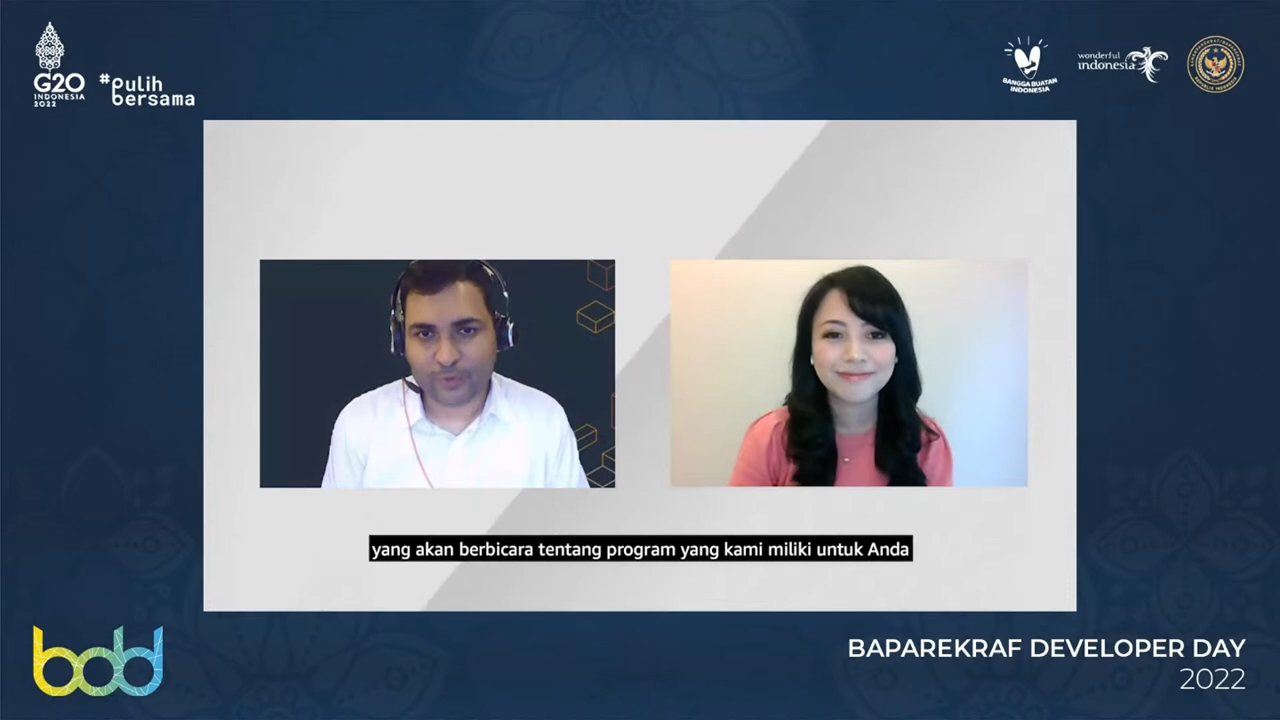 G20
INDONESIA
2022
#pulih
bersama
BANGGA BUATAN
INDONESIA
wonderful
indonesia
yang akan berbicara tentang program yang kami miliki untuk Anda
bdd
BAPAREKRAF DEVELOPER DAY
2022